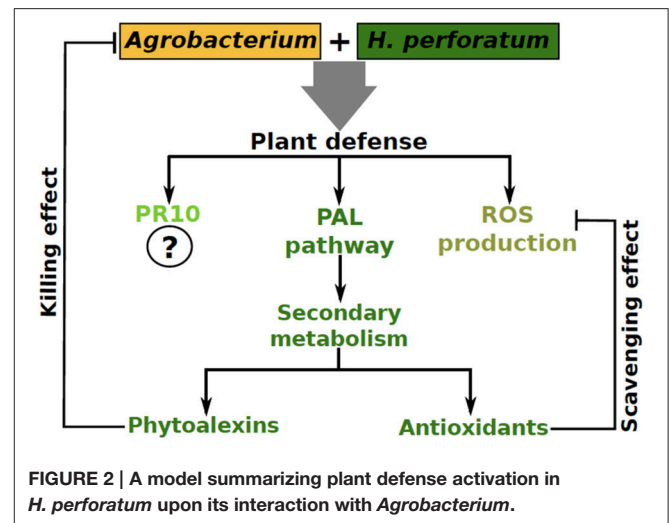 Agrobacterium + H. perforatum
Plant defense
PR10
?
PAL
pathway
ROS
production
Secondary
metabolism
Phytoalexins
Antioxidants
Killing effect
Scavenging effect
FIGURE 2 | A model summarizing plant defense activation in
H. perforatum upon its interaction with Agrobacterium.